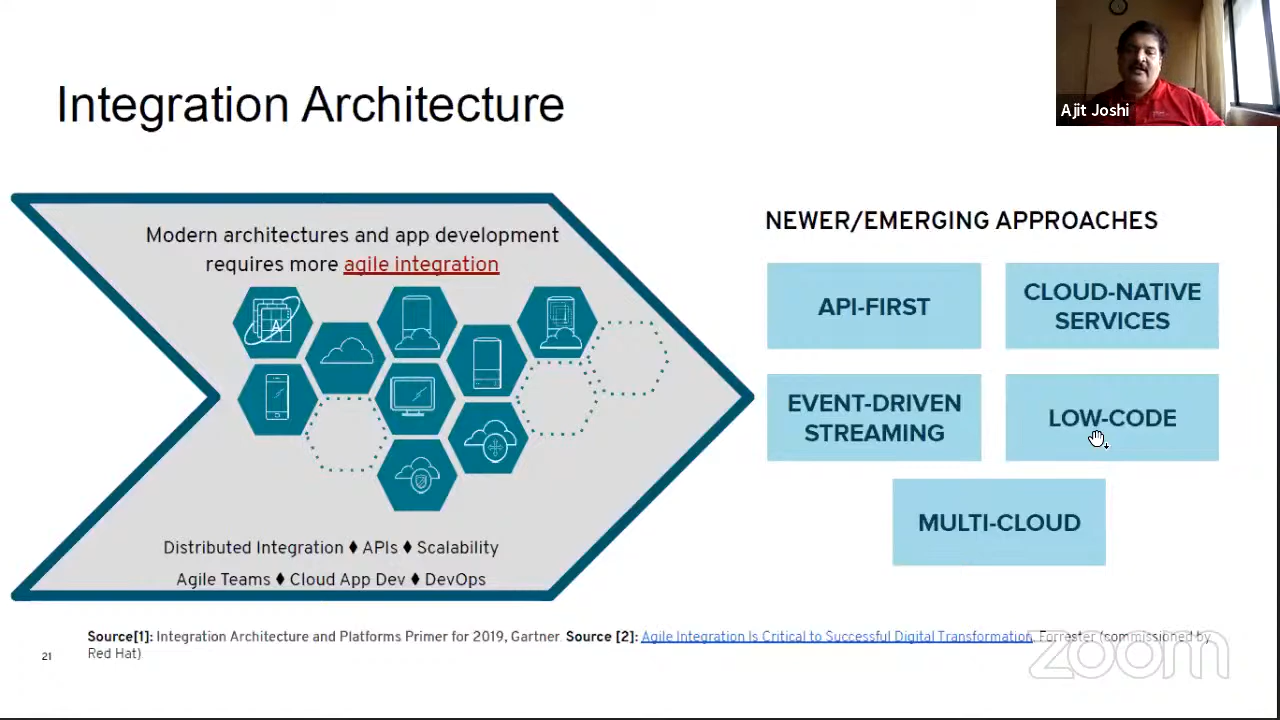 Integration Architecture
Ajit Joshi
Modern architectures and app development
requires more agile integration
A
Distributed Integration ♦ APIs ♦ Scalability
Agile Teams ♦ Cloud App Dev ♦ DevOps
NEWER/EMERGING APPROACHES
API-FIRST
CLOUD-NATIVE
SERVICES
EVENT-DRIVEN
STREAMING
LOW-CODE
MULTI-CLOUD
Source[1]: Integration Architecture and Platforms Primer for 2019, Gartner Source [2]: Agile Integration Is Critical to Successful Digital Transformation. Forrester (commissioned by
Red Hat)
21
zoom